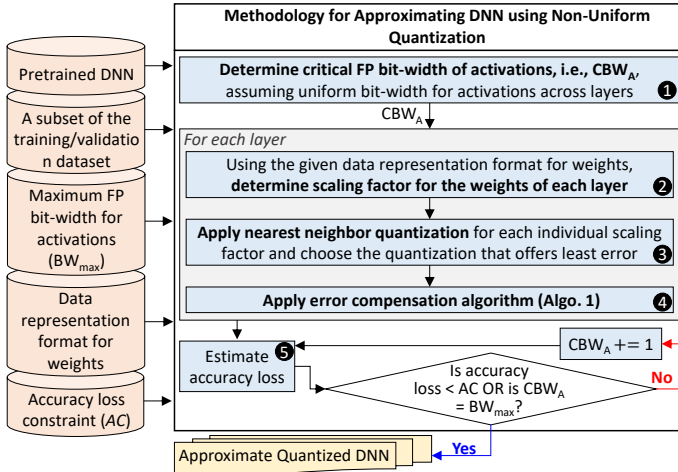 Methodology for Approximating DNN using Non-Uniform
Quantization
Pretrained DNN
A subset of the
training/validatio
n dataset
Maximum FP
bit-width for
activations
(BWmax)
Data
representation
format for
weights
Accuracy loss
constraint (AC)
Determine critical FP bit-width of activations, i.e., CBWA,
assuming uniform bit-width for activations across layers
1
CBWA
For each layer
Using the given data representation format for weights,
determine scaling factor for the weights of each layer
2
Apply nearest neighbor quantization for each individual scaling
factor and choose the quantization that offers least error
3
Apply error compensation algorithm (Algo. 1)
4
Estimate
accuracy loss
5
CBWA += 1
Is accuracy
loss < AC OR is CBWA
= BWmax?
No
Yes
Approximate Quantized DNN